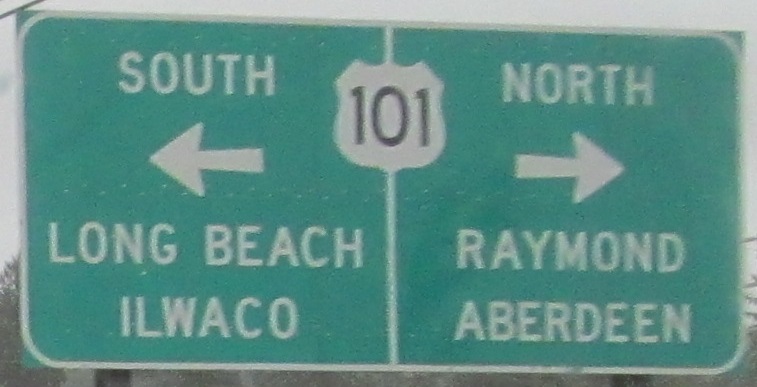 SOUTH
LONG BEACH
ILWACO
101
NORTH
RAYMOND
ABERDEEN